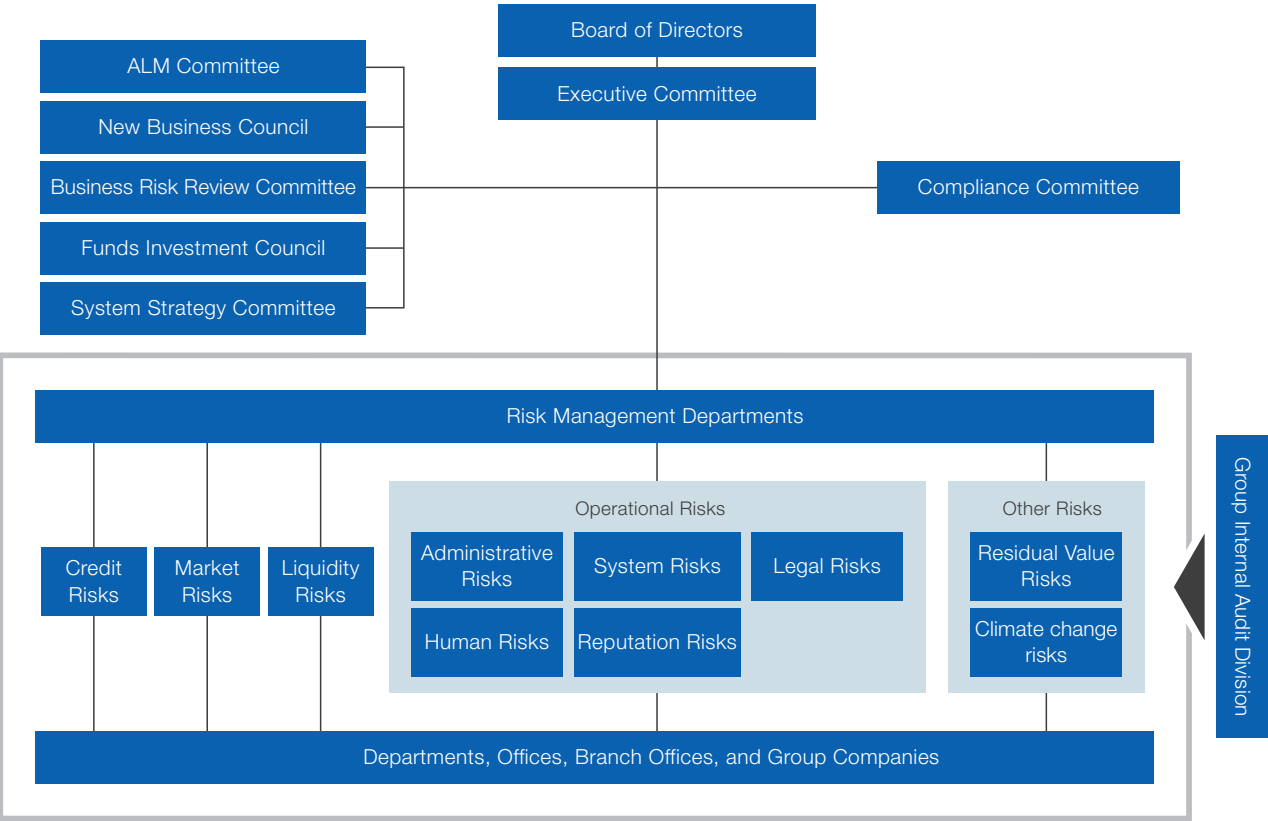 Board of Directors
Executive Committee
ALM Committee
New Business Council
Business Risk Review Committee
Funds Investment Council
System Strategy Committee
Compliance Committee
Risk Management Departments
Credit
Risks
Market
Risks
Liquidity
Risks
Operational Risks
Administrative
Risks
System Risks
Legal Risks
Human Risks
Reputation Risks
Other Risks
Residual Value
Risks
Climate change
risks
Departments, Offices, Branch Offices, and Group Companies
Group Internal Audit Division